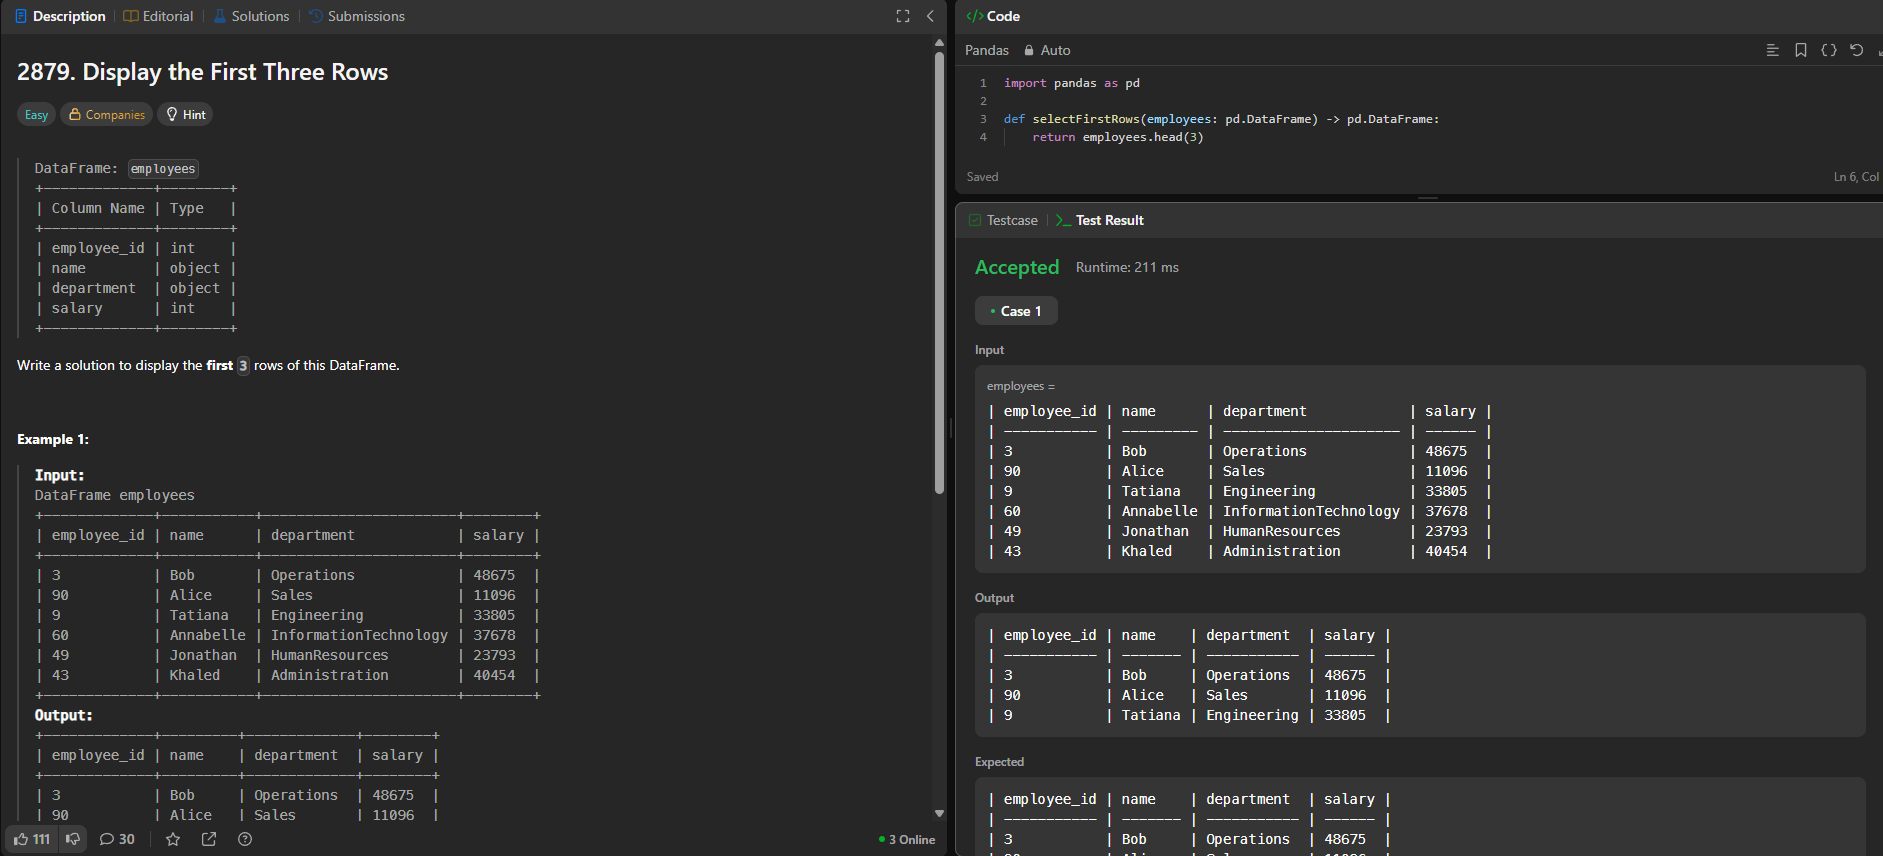 Description | Editorial | Solutions | Submissions
2879. Display the First Three Rows
Easy Companies Hint
DataFrame: employees
+-------------+--------+
| Column Name | Type   |
+-------------+--------+
| employee_id | int    |
| name        | object |
| department  | object |
| salary      | int    |
+-------------+--------+
Write a solution to display the first 3 rows of this DataFrame.
Example 1:
Input:
DataFrame employees
+-------------+-----------+-----------------------+--------+
| employee_id | name      | department            | salary |
+-------------+-----------+-----------------------+--------+
| 3           | Bob       | Operations            | 48675  |
| 90          | Alice     | Sales                 | 11096  |
| 9           | Tatiana   | Engineering           | 33805  |
| 60          | Annabelle | InformationTechnology | 37678  |
| 49          | Jonathan  | HumanResources        | 23793  |
| 43          | Khaled    | Administration        | 40454  |
+-------------+-----------+-----------------------+--------+
Output:
+-------------+---------+-------------+--------+
| employee_id | name    | department  | salary |
+-------------+---------+-------------+--------+
| 3           | Bob     | Operations  | 48675  |
| 90          | Alice   | Sales       | 11096  |
111 30 3 Online
</> Code
Pandas Auto
1 import pandas as pd
2
3 def selectFirstRows(employees: pd.DataFrame) -> pd.DataFrame:
4     return employees.head(3)
Saved Ln 6, Col
Testcase | >_ Test Result
Accepted Runtime: 211 ms
• Case 1
Input
employees =
| employee_id | name      | department            | salary |
| ----------- | --------- | --------------------- | ------ |
| 3           | Bob       | Operations            | 48675  |
| 90          | Alice     | Sales                 | 11096  |
| 9           | Tatiana   | Engineering           | 33805  |
| 60          | Annabelle | InformationTechnology | 37678  |
| 49          | Jonathan  | HumanResources        | 23793  |
| 43          | Khaled    | Administration        | 40454  |
Output
| employee_id | name    | department  | salary |
| ----------- | ------- | ----------- | ------ |
| 3           | Bob     | Operations  | 48675  |
| 90          | Alice   | Sales       | 11096  |
| 9           | Tatiana | Engineering | 33805  |
Expected
| employee_id | name    | department  | salary |
| ----------- | ------- | ----------- | ------ |
| 3           | Bob     | Operations  | 48675  |